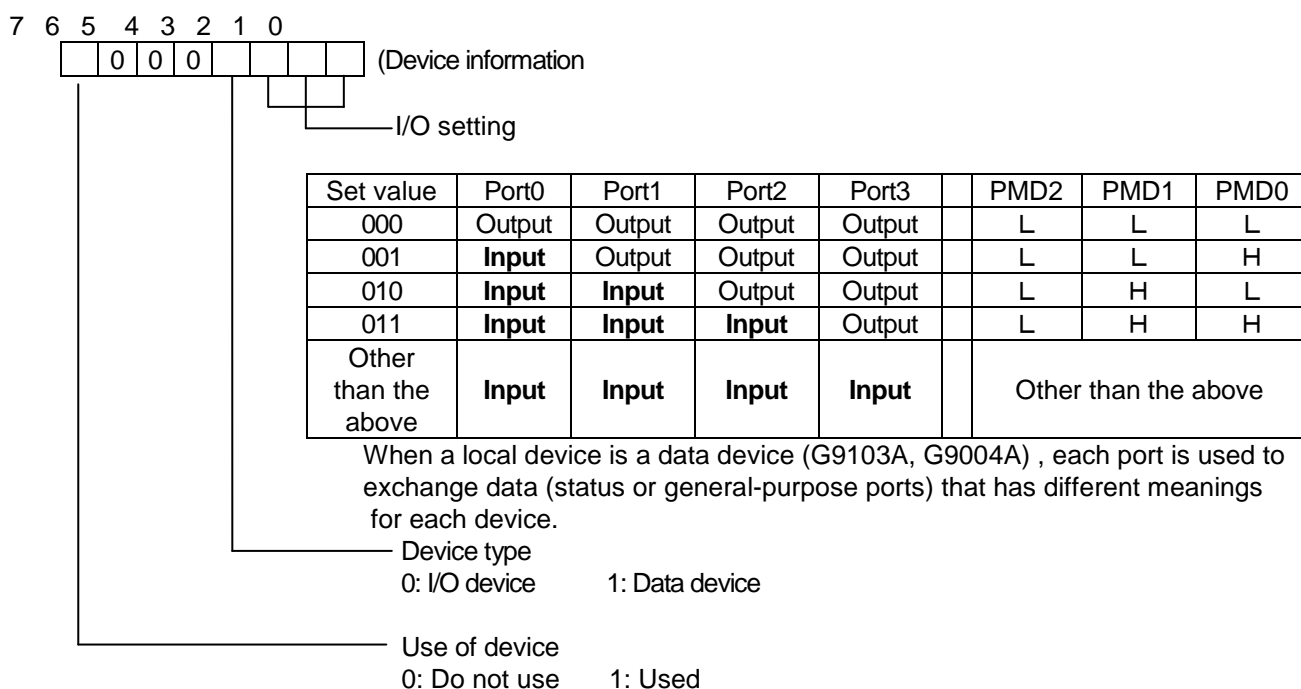 7 6 5 4 3 2 1 0
0 0 0 (Device information
I/O setting
Set value Port0 Port1 Port2 Port3 PMD2 PMD1 PMD0
000 Output Output Output Output L L L
001 Input Output Output Output L L H
010 Input Input Output Output L H L
011 Input Input Input Output L H H
Other
than the
above Input Input Input Input Other than the above
When a local device is a data device (G9103A, G9004A) , each port is used to
exchange data (status or general-purpose ports) that has different meanings
for each device.
Device type
0: I/O device 1: Data device
Use of device
0: Do not use 1: Used